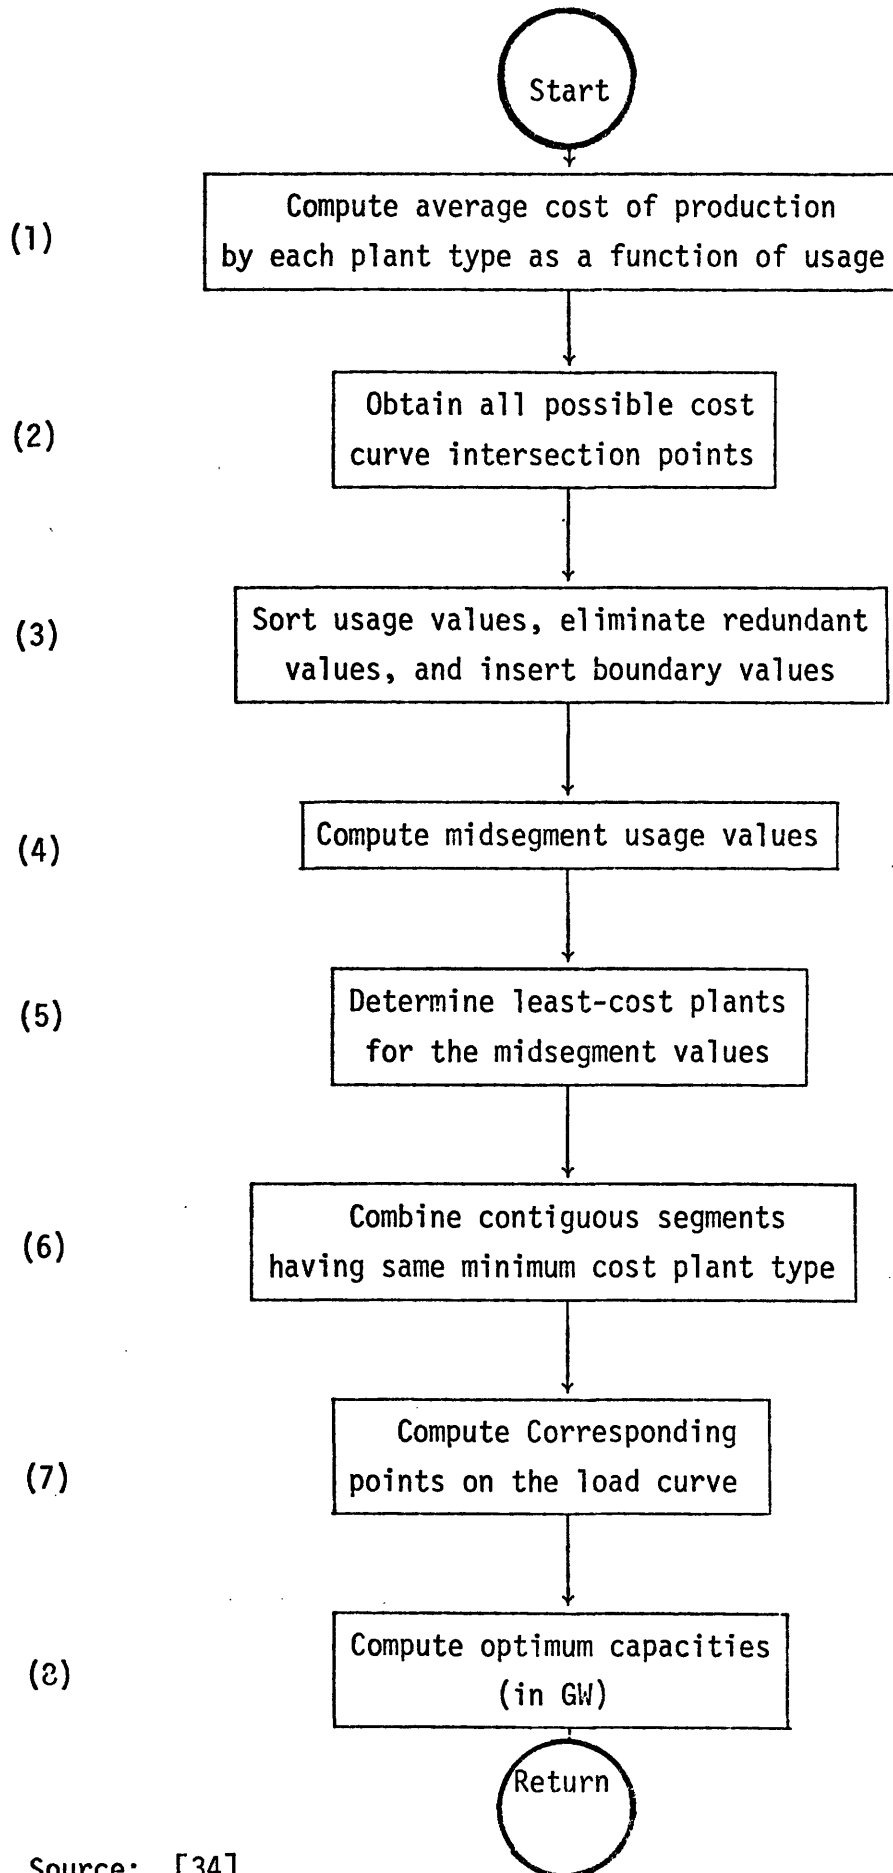 Start
(1)
Compute average cost of production
by each plant type as a function of usage
(2)
Obtain all possible cost
curve intersection points
(3)
Sort usage values, eliminate redundant
values, and insert boundary values
(4)
Compute midsegment usage values
(5)
Determine least-cost plants
for the midsegment values
(6)
Combine contiguous segments
having same minimum cost plant type
(7)
Compute Corresponding
points on the load curve
(8)
Compute optimum capacities
(in GW)
Return
Source: [34]